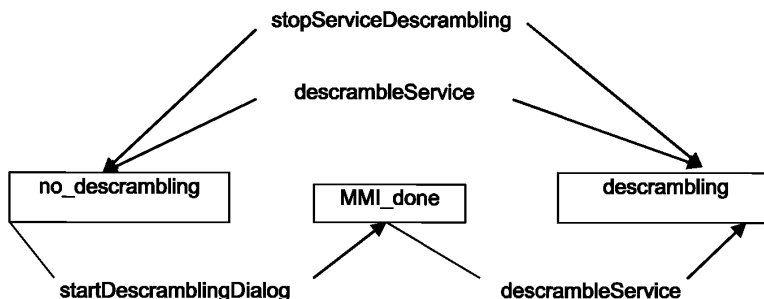 stopServiceDescrambling
descrambleService
no_descrambling
MMI_done
descrambling
startDescramblingDialog
descrambleService